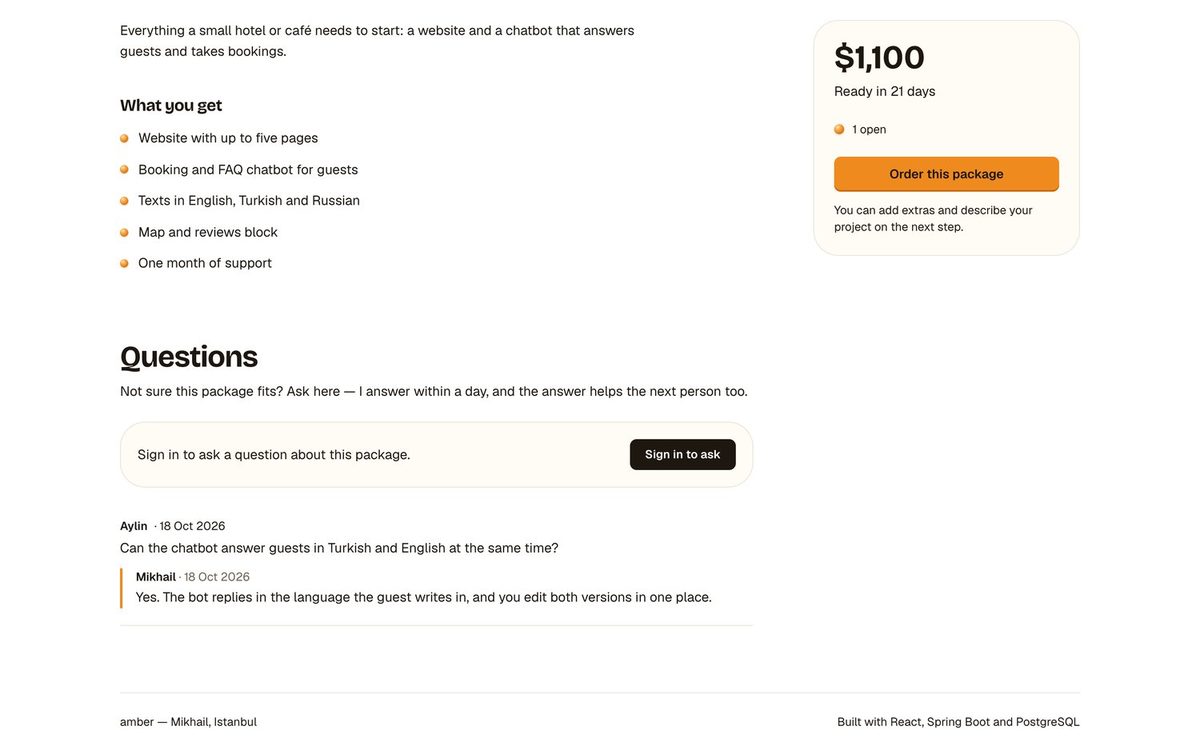 Everything a small hotel or café needs to start: a website and a chatbot that answers
guests and takes bookings.
What you get
Website with up to five pages
Booking and FAQ chatbot for guests
Texts in English, Turkish and Russian
Map and reviews block
One month of support
$1,100
Ready in 21 days
1 open
Order this package
You can add extras and describe your
project on the next step.
Questions
Not sure this package fits? Ask here — I answer within a day, and the answer helps the next person too.
Sign in to ask a question about this package.
Sign in to ask
Aylin · 18 Oct 2026
Can the chatbot answer guests in Turkish and English at the same time?
Mikhail · 18 Oct 2026
Yes. The bot replies in the language the guest writes in, and you edit both versions in one place.
amber — Mikhail, Istanbul
Built with React, Spring Boot and PostgreSQL